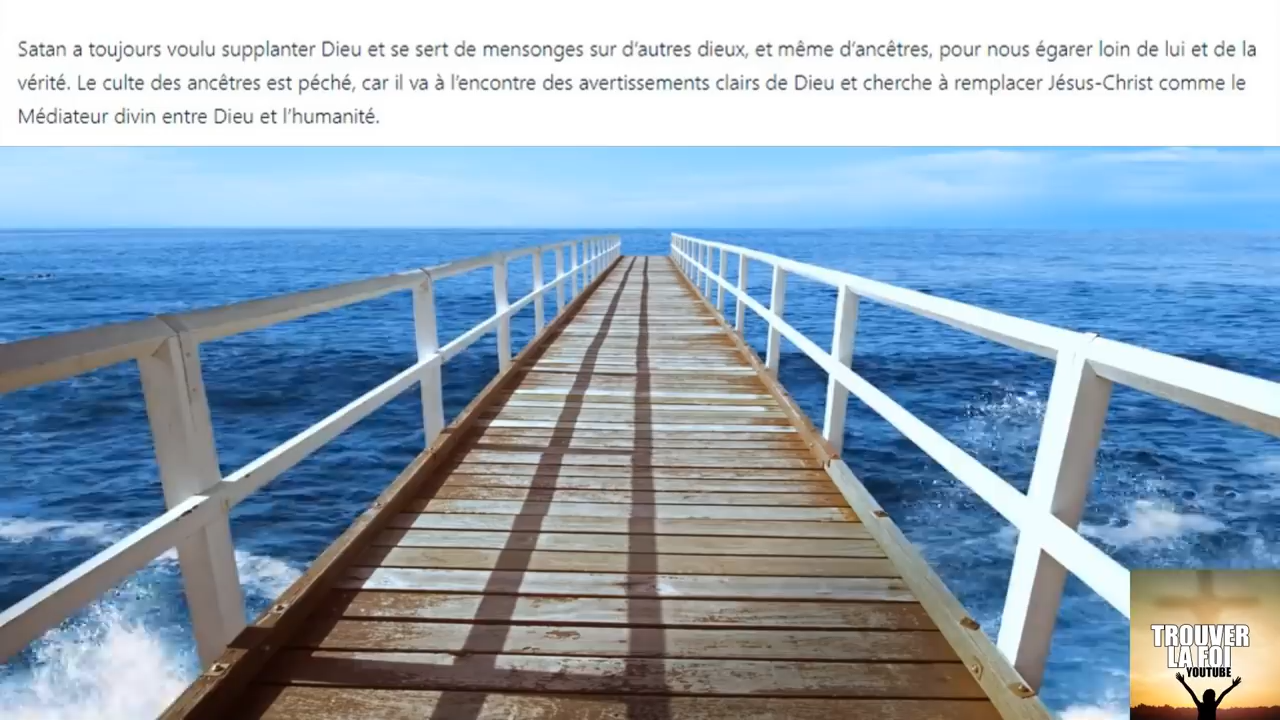 Satan a toujours voulu supplanter Dieu et se sert de mensonges sur d’autres dieux, et même d’ancêtres, pour nous égarer loin de lui et de la
vérité. Le culte des ancêtres est péché, car il va à l’encontre des avertissements clairs de Dieu et cherche à remplacer Jésus-Christ comme le
Médiateur divin entre Dieu et l’humanité.
TROUVER
LA FOI
YOUTUBE